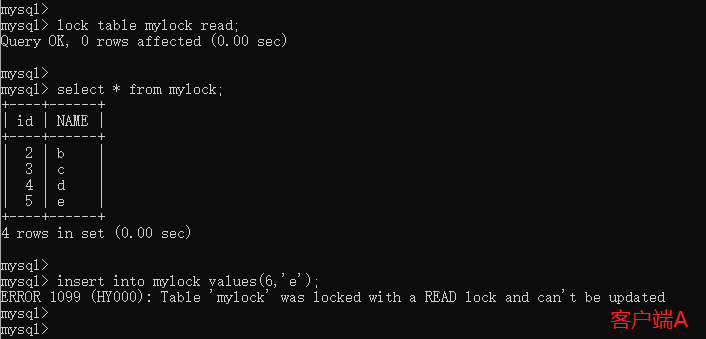 mysql>
mysql> lock table mylock read;
Query OK, 0 rows affected (0.00 sec)
mysql>
mysql> select * from mylock;
+----+------+
| id | NAME |
+----+------+
|  2 | b    |
|  3 | c    |
|  4 | d    |
|  5 | e    |
+----+------+
4 rows in set (0.00 sec)
mysql>
mysql> insert into mylock values(6,'e');
ERROR 1099 (HY000): Table 'mylock' was locked with a READ lock and can't be updated
mysql>
mysql>
客户端A